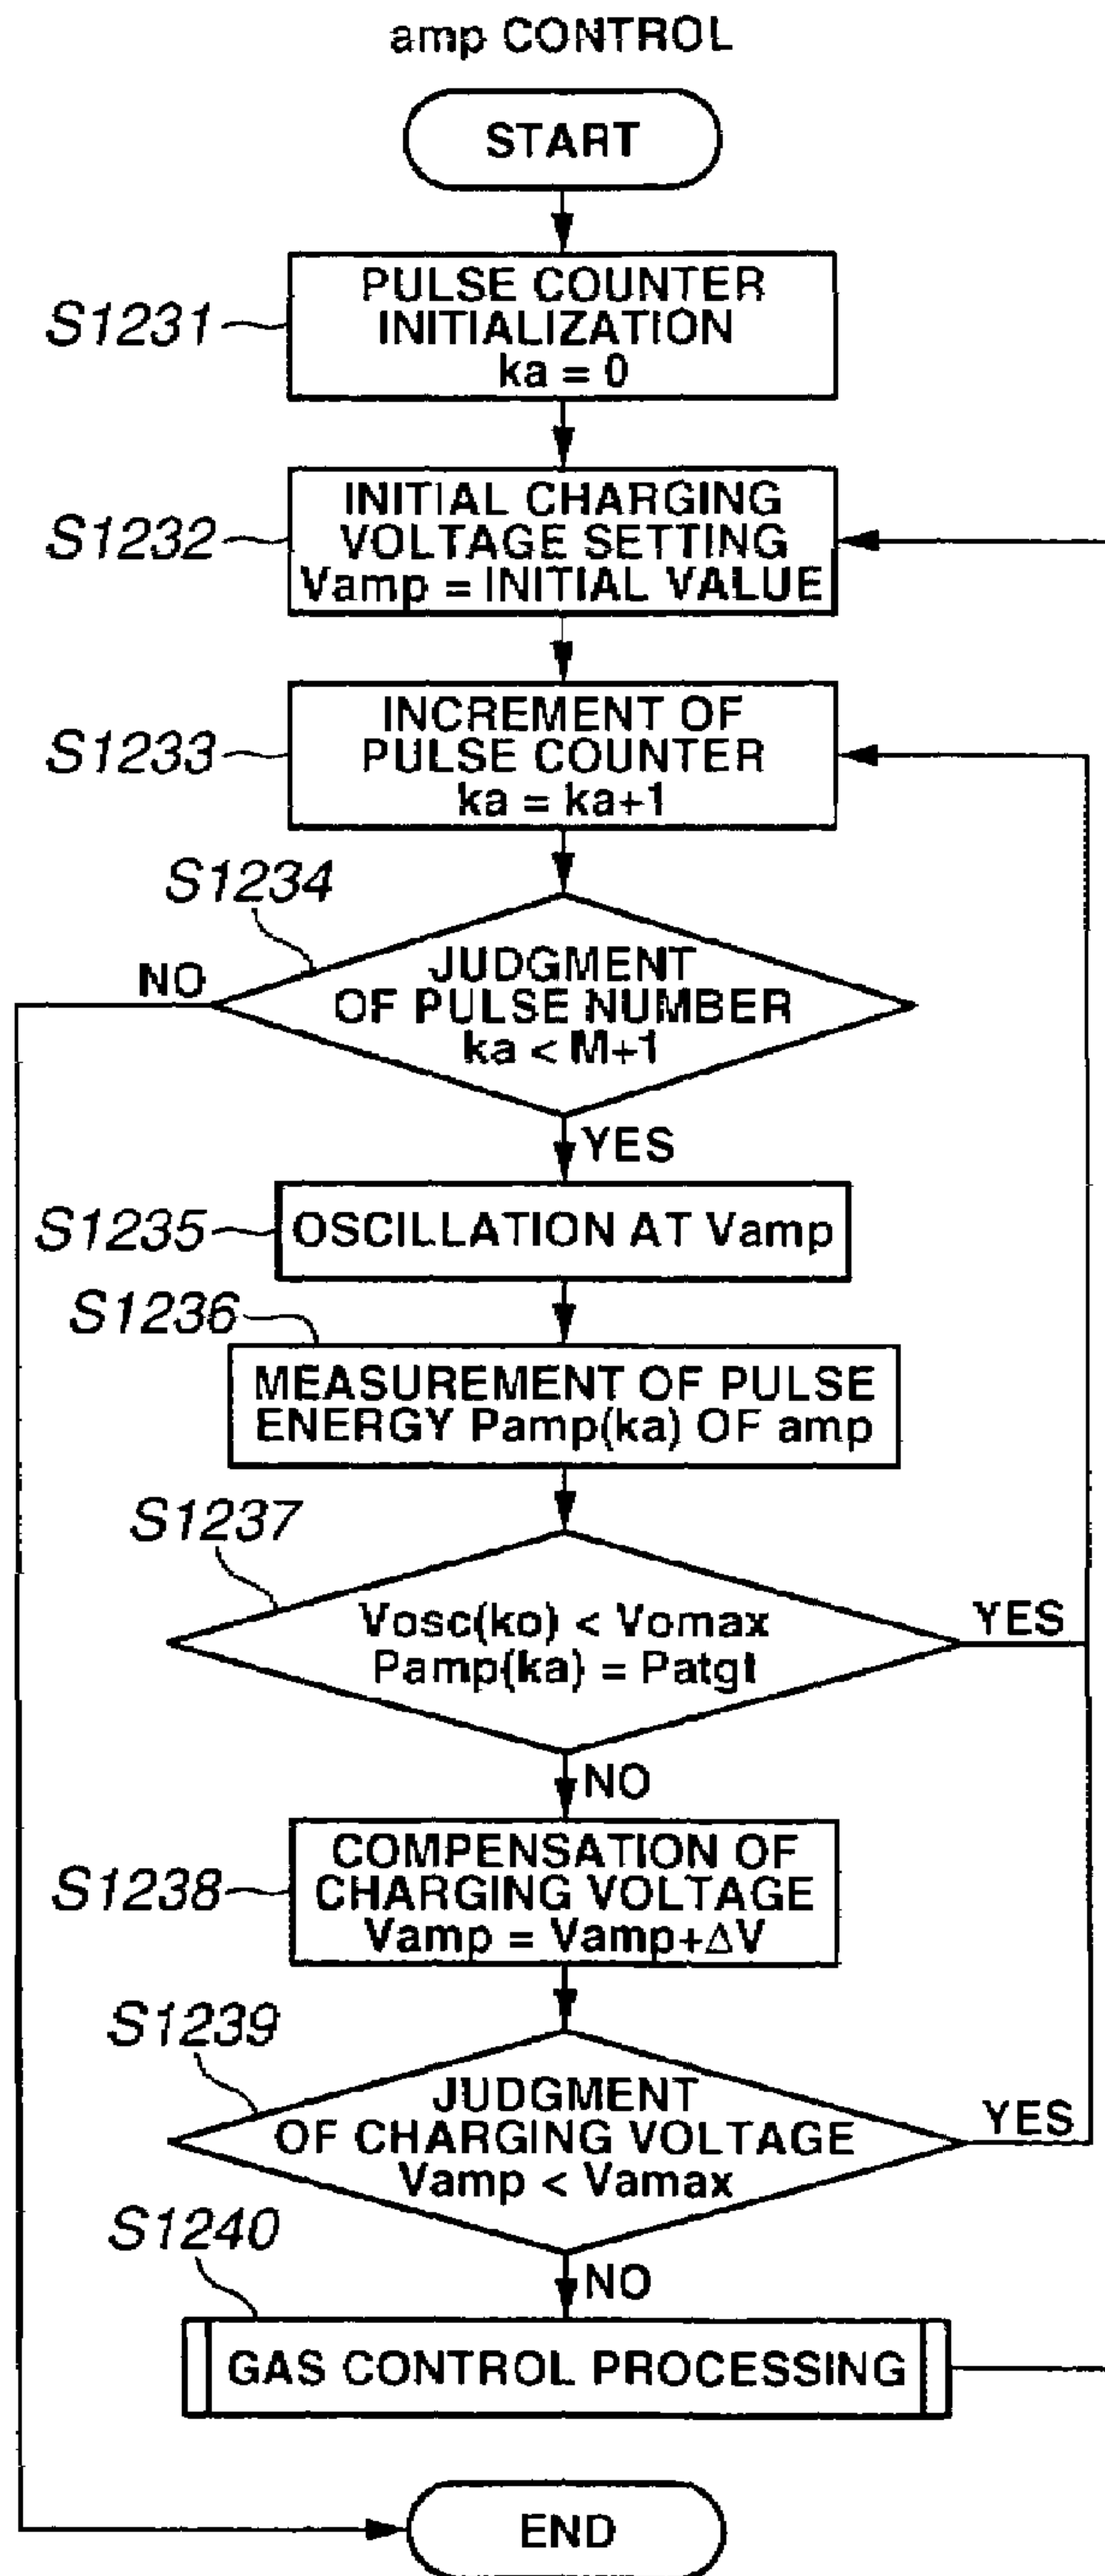 amp CONTROL
START
S1231
PULSE COUNTER
INITIALIZATION
ka = 0
S1232
INITIAL CHARGING
VOLTAGE SETTING
Vamp = INITIAL VALUE
S1233
INCREMENT OF
PULSE COUNTER
ka = ka+1
S1234
NO
JUDGMENT
OF PULSE NUMBER
ka < M+1
YES
S1235
OSCILLATION AT Vamp
S1236
MEASUREMENT OF PULSE
ENERGY Pamp(ka) OF amp
S1237
Vosc(ko) < Vomax
Pamp(ka) = Patgt
YES
NO
S1238
COMPENSATION OF
CHARGING VOLTAGE
Vamp = Vamp+ΔV
S1239
JUDGMENT
OF CHARGING VOLTAGE
Vamp < Vamax
YES
S1240
NO
GAS CONTROL PROCESSING
END